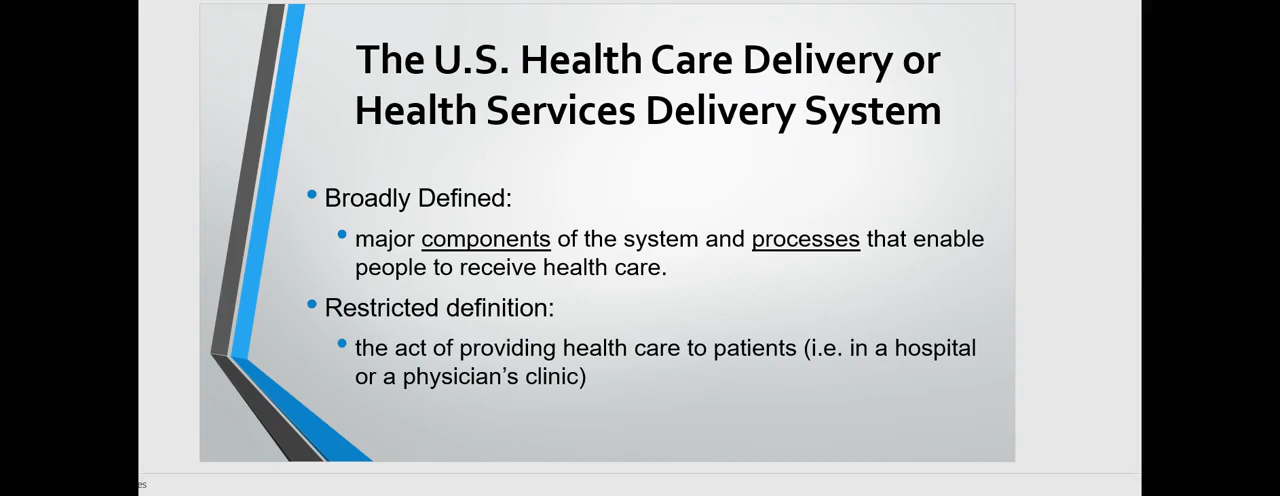 The U.S. Health Care Delivery or
Health Services Delivery System
• Broadly Defined:
• major components of the system and processes that enable
people to receive health care.
• Restricted definition:
• the act of providing health care to patients (i.e. in a hospital
or a physician's clinic)
es